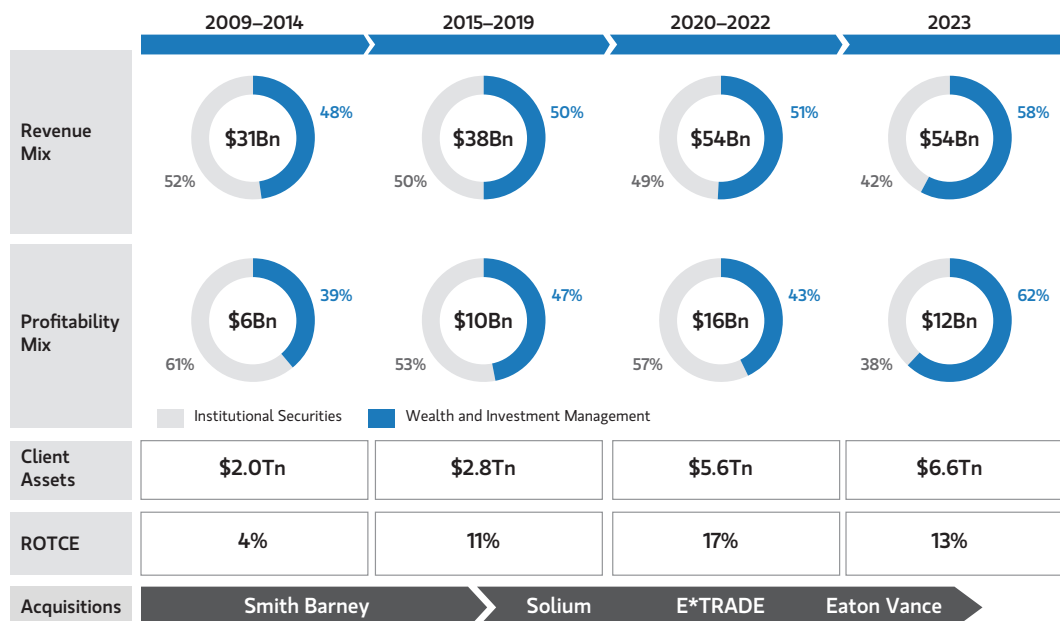 2009–2014 2015–2019 2020–2022 2023
Revenue
Mix
$31Bn 48% 52%
$38Bn 50% 50%
$54Bn 51% 49%
$54Bn 58% 42%
Profitability
Mix
$6Bn 39% 61%
$10Bn 47% 53%
$16Bn 43% 57%
$12Bn 62% 38%
Institutional Securities Wealth and Investment Management
Client
Assets
$2.0Tn $2.8Tn $5.6Tn $6.6Tn
ROTCE 4% 11% 17% 13%
Acquisitions Smith Barney Solium E*TRADE Eaton Vance